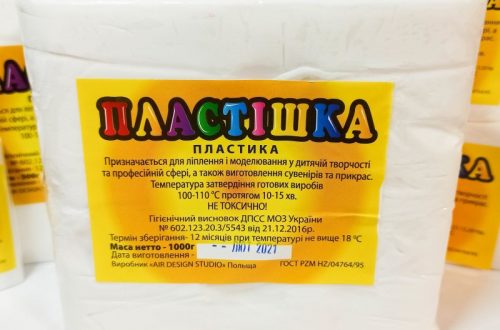 ПЛАСТІШКА
ПЛАСТИКА
Призначається для ліплення і моделювання у дитячій творчості
та професійній сфері, а також виготовлення сувенірів та прикрас.
Температура затвердіння готових виробів
100-110 °С протягом 10-15 хв.
НЕ ТОКСИЧНО!
Гігієнічний висновок ДПСС МОЗ України
№ 602.123.20.3/5543 від 21.12.2016р.
Термін зберігання- 12 місяців при температурі не вище 18 °С
Маса нетто - 1000г
Дата виготовлення - ЛЮТ 2021
Виробник «AIR DESIGN STUDIO» Польща ГОСТ PZM HZ/04764/95